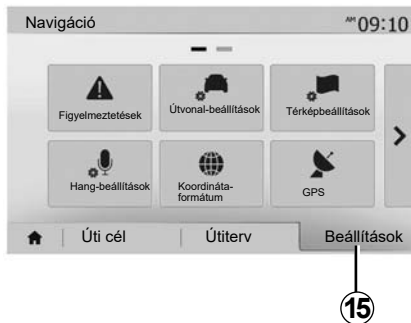 Navigáció
AM 09:10
Figyelmeztetések
Útvonal-beállítások
Térképbeállítások
Hang-beállítások
Koordináta-
formátum
GPS
Úti cél
Útiterv
Beállítások
15